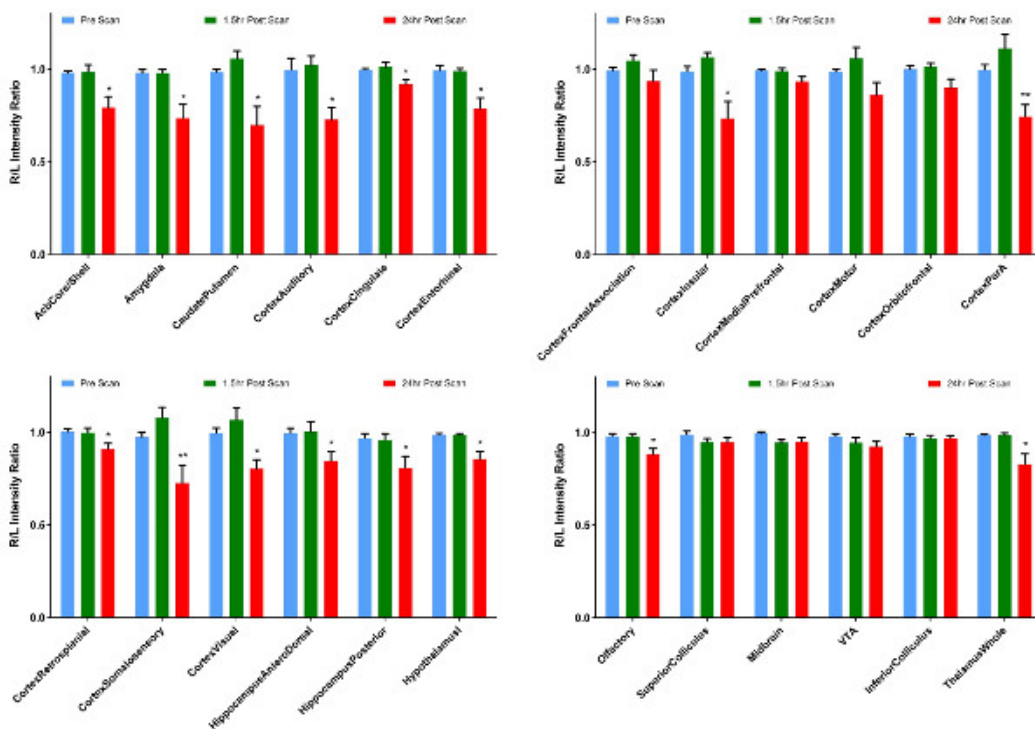 Pre Scan 1.5hr Post Scan 24hr Post Scan
R/L Intensity Ratio
1.0
0.5
0.0
* * * * * *
AcbCore/Shell
Amygdala
CaudatePutamen
CortexAuditory
CortexCingulate
CortexEntorhinal
Pre Scan 1.5hr Post Scan 24hr Post Scan
R/L Intensity Ratio
1.0
0.5
0.0
* **
CortexFrontalAssociation
CortexInsular
CortexMedialPrefrontal
CortexMotor
CortexOrbitofrontal
Pre Scan 1.5hr Post Scan 24hr Post Scan
R/L Intensity Ratio
1.0
0.5
0.0
* ** * * * *
CortexRetrosplenial
CortexSomatosensory
CortexVisual
HippocampusAnteroDorsal
HippocampusPosterior
Hypothalamusl
Pre Scan 1.5hr Post Scan 24hr Post Scan
R/L Intensity Ratio
1.0
0.5
0.0
* *
Olfactory
SuperiorColliculus
Midbrain
VTA
InferiorColliculus
ThalamusWhole